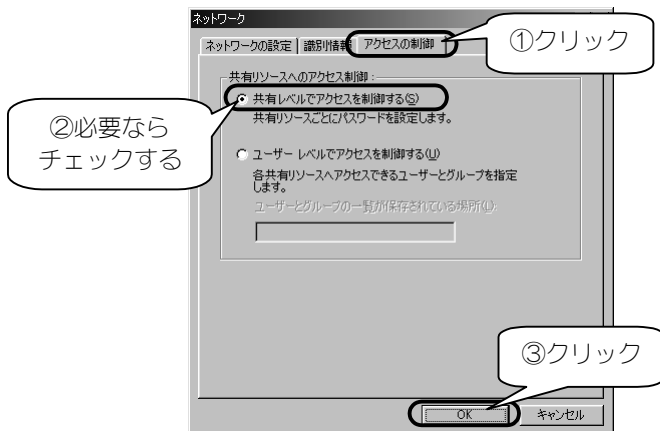 ネットワーク
ネットワークの設定
識別情報
アクセスの制御
①クリック
共有リソースへのアクセス制御:
共有レベルでアクセスを制御する(S)
共有リソースごとにパスワードを設定します。
②必要なら
チェックする
ユーザー レベルでアクセスを制御する(U)
各共有リソースへアクセスできるユーザーとグループを指定
します。
ユーザーとグループの一覧が保存されている場所(L):
③クリック
OK
キャンセル